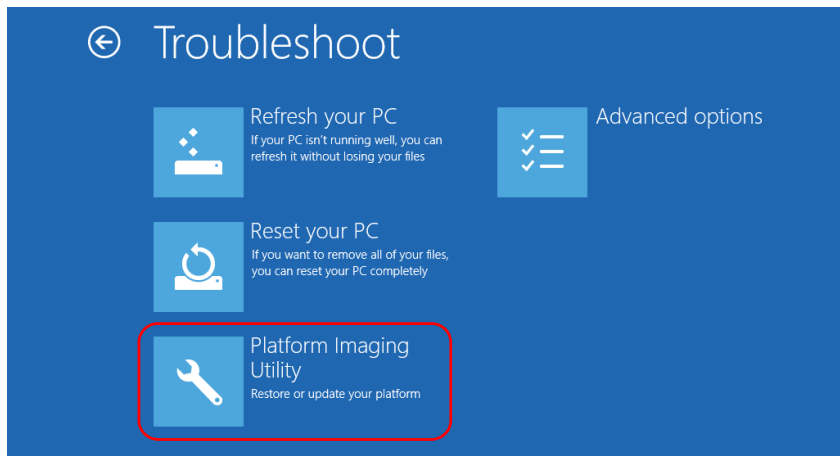 Troubleshoot
Refresh your PC
If your PC isn't running well, you can
refresh it without losing your files
Advanced options
Reset your PC
If you want to remove all of your files,
you can reset your PC completely
Platform Imaging
Utility
Restore or update your platform